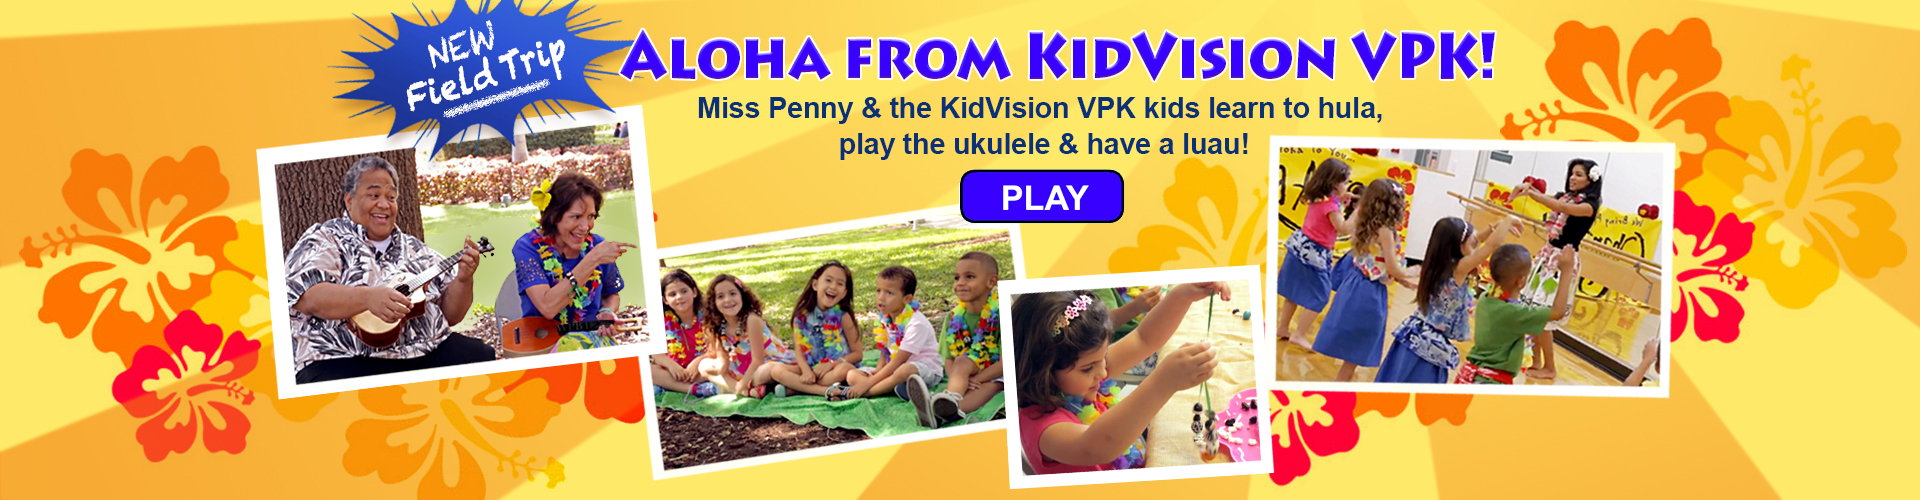 NEW
Field Trip
ALOHA FROM KIDVISION VPK!
Miss Penny & the KidVision VPK kids learn to hula,
play the ukulele & have a luau!
PLAY